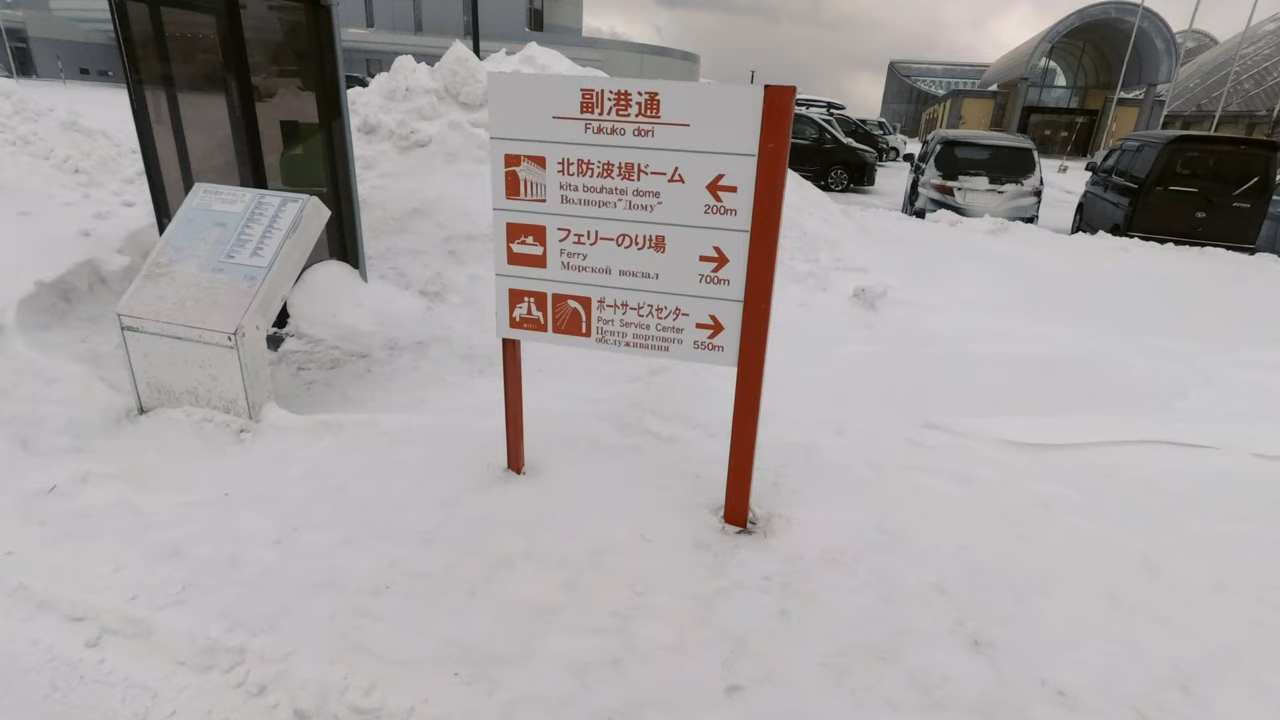 副港通
Fukuko dori
北防波堤ドーム
kita bouhatei dome
Волнорез"Дому"
200m
フェリーのり場
Ferry
Морской вокзал
700m
ポートサービスセンター
Port Service Center
Центр портового
обслуживания
550m